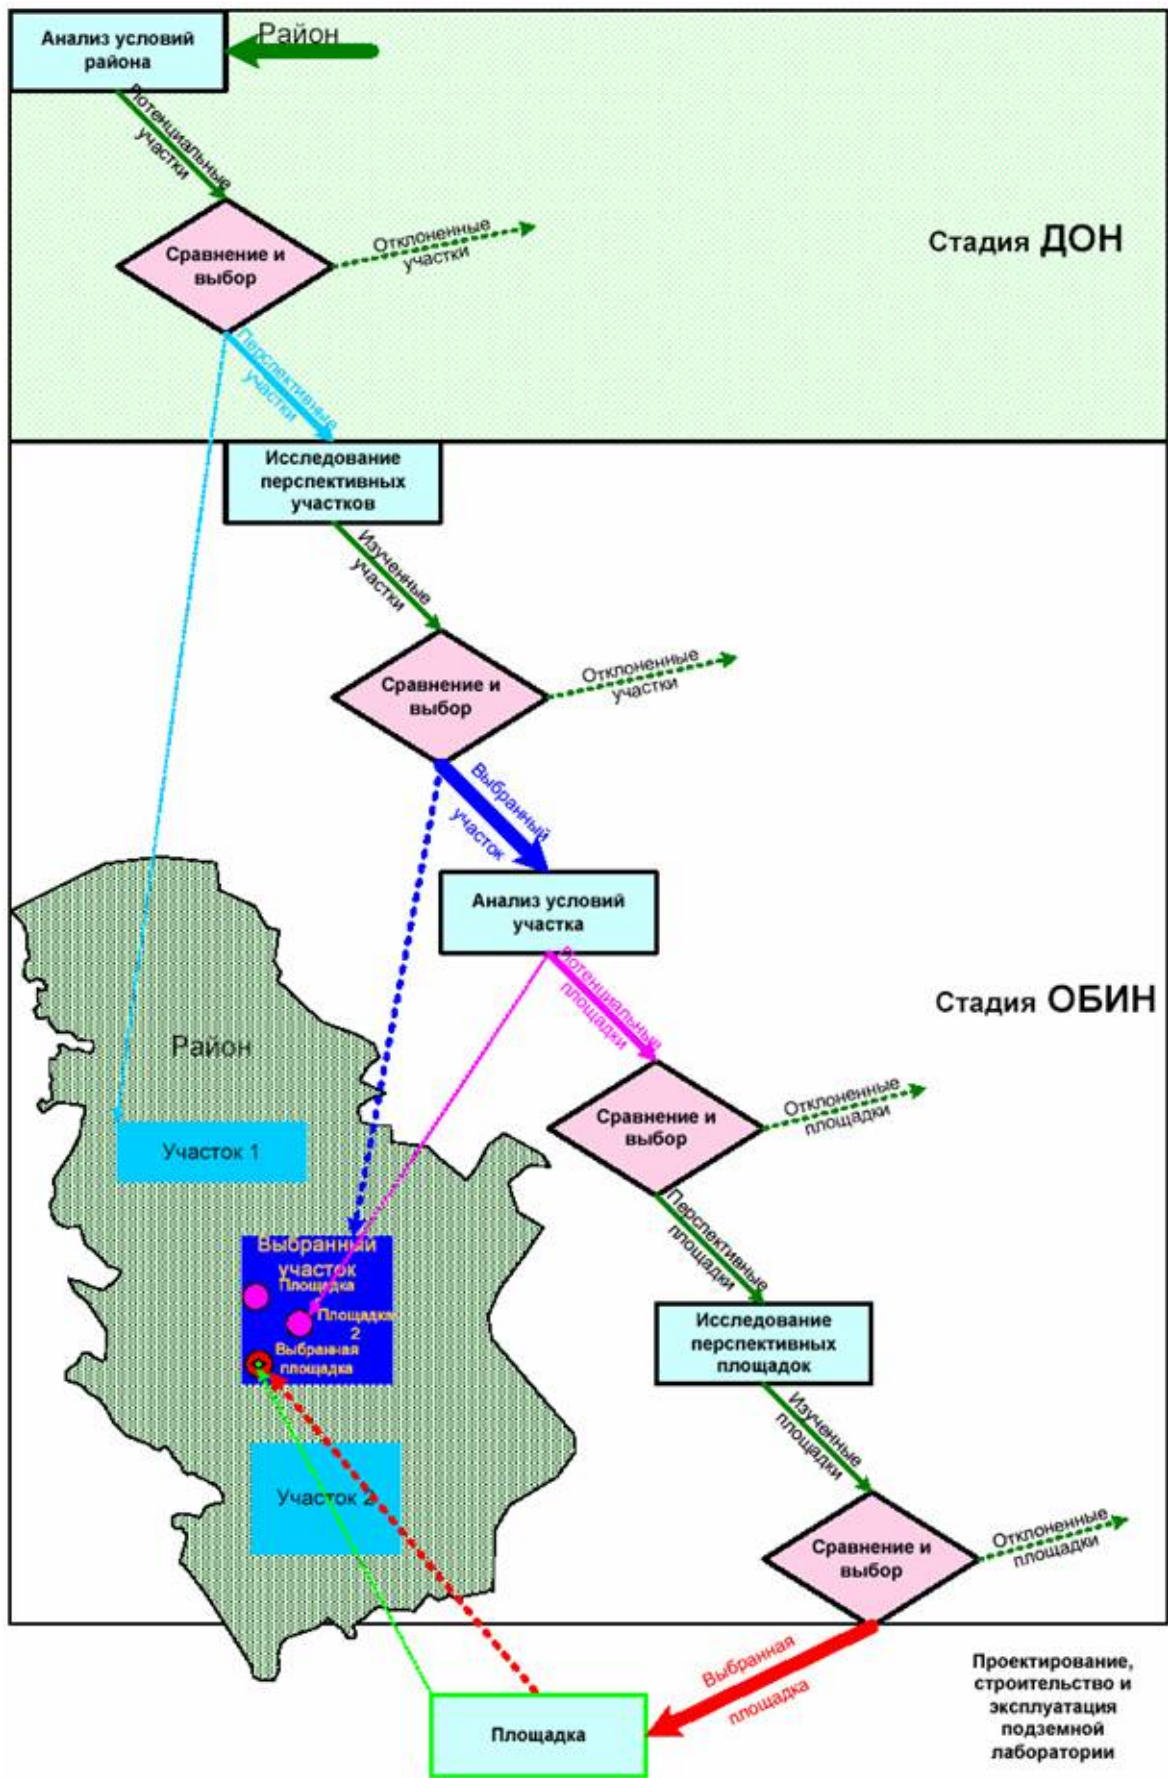 Анализ условий
района
Район
Потенциальные
участки
Сравнение и
выбор
Отклоненные
участки
Стадия ДОН
Перспективные
участки
Исследование
перспективных
участков
Изученные
участки
Сравнение и
выбор
Отклоненные
участки
Выбранный
участок
Анализ условий
участка
Потенциальные
площадки
Стадия ОБИН
Район
Участок 1
Сравнение и
выбор
Отклоненные
площадки
Перспективные
площадки
Выбранный
участок
Площадка
Площадка
2
Выбранная
площадка
Исследование
перспективных
площадок
Изученные
площадки
Участок 2
Сравнение и
выбор
Отклоненные
площадки
Выбранная
площадка
Площадка
Проектирование,
строительство и
эксплуатация
подземной
лаборатории